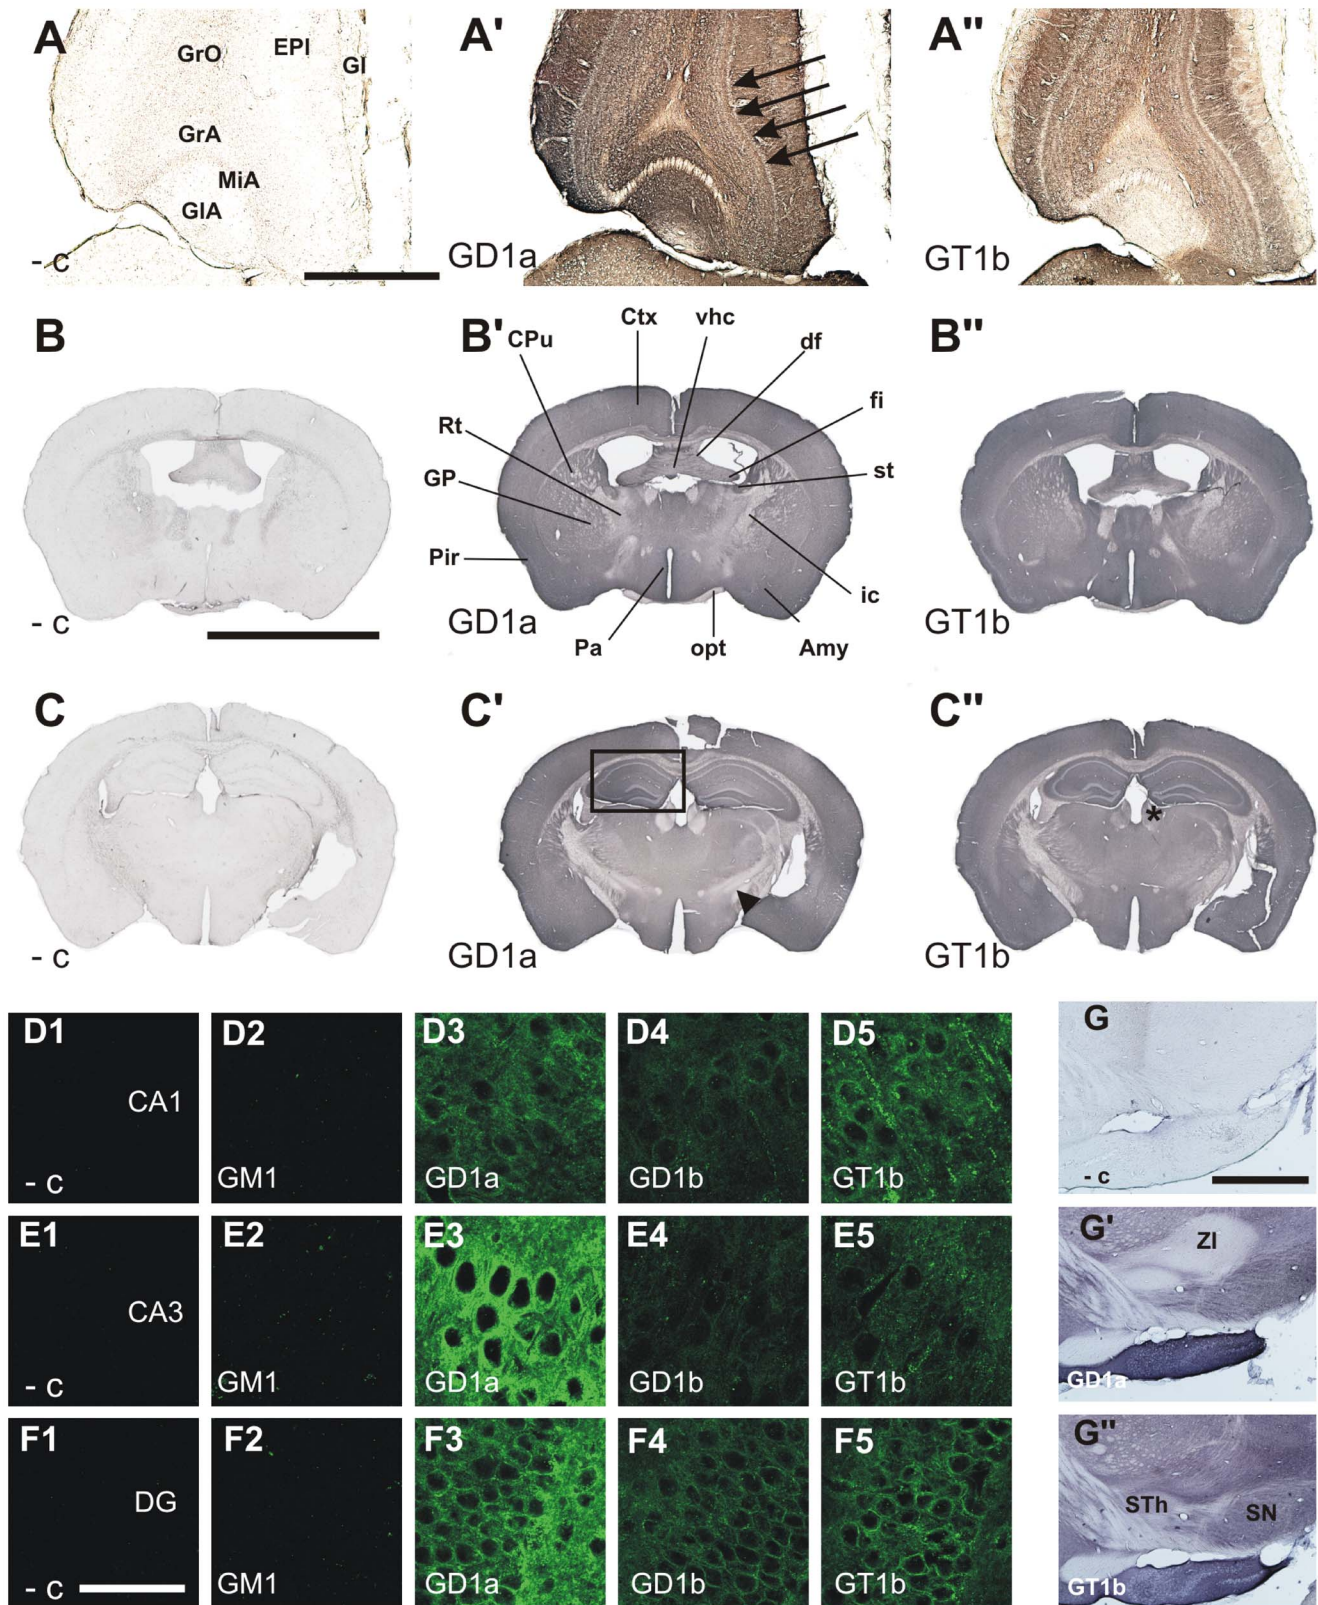 A
GrO
EPl
Gl
GrA
MiA
GlA
- c
A'
GD1a
A''
GT1b
B
- c
B'
CPu
Ctx
vhc
df
fi
Rt
GP
st
Pir
ic
GD1a
Pa
opt
Amy
B''
GT1b
C
- c
C'
GD1a
C''
*
GT1b
D1
CA1
- c
D2
GM1
D3
GD1a
D4
GD1b
D5
GT1b
E1
CA3
- c
E2
GM1
E3
GD1a
E4
GD1b
E5
GT1b
F1
DG
- c
F2
GM1
F3
GD1a
F4
GD1b
F5
GT1b
G
- c
G'
ZI
GD1a
G''
STh
SN
GT1b